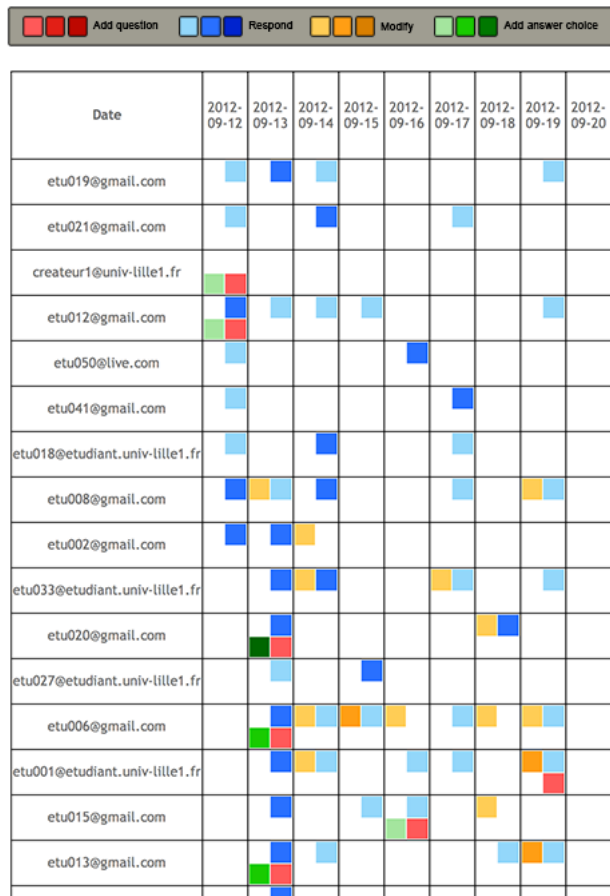 Add question Respond Modify Add answer choice
Date 2012- 2012- 2012- 2012- 2012- 2012- 2012- 2012- 2012-
09-12 09-13 09-14 09-15 09-16 09-17 09-18 09-19 09-20
etu019@gmail.com
etu021@gmail.com
createur1@univ-lille1.fr
etu012@gmail.com
etu050@live.com
etu041@gmail.com
etu018@etudiant.univ-lille1.fr
etu008@gmail.com
etu002@gmail.com
etu033@etudiant.univ-lille1.fr
etu020@gmail.com
etu027@etudiant.univ-lille1.fr
etu006@gmail.com
etu001@etudiant.univ-lille1.fr
etu015@gmail.com
etu013@gmail.com